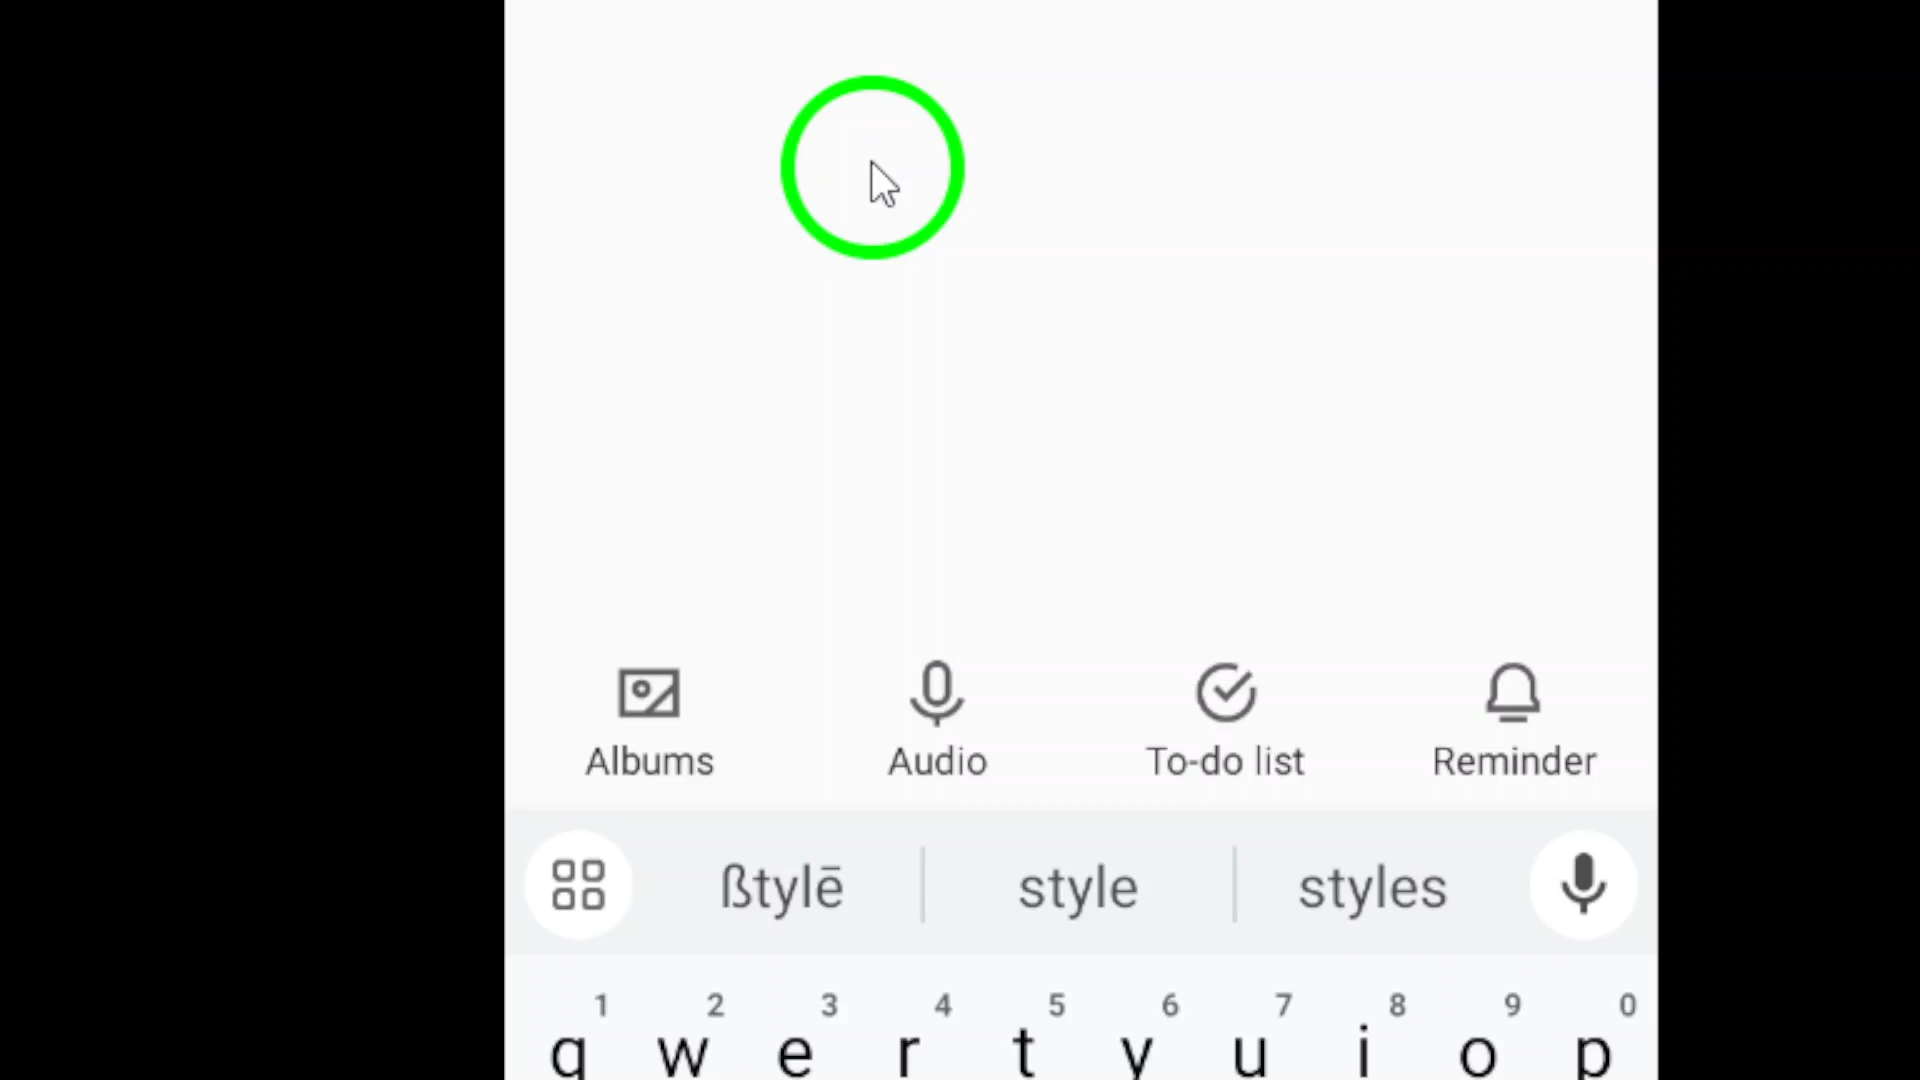 Albums Audio To-do list Reminder
ßtylē style styles
1 2 3 4 5 6 7 8 9 0
q w e r t y u i o p